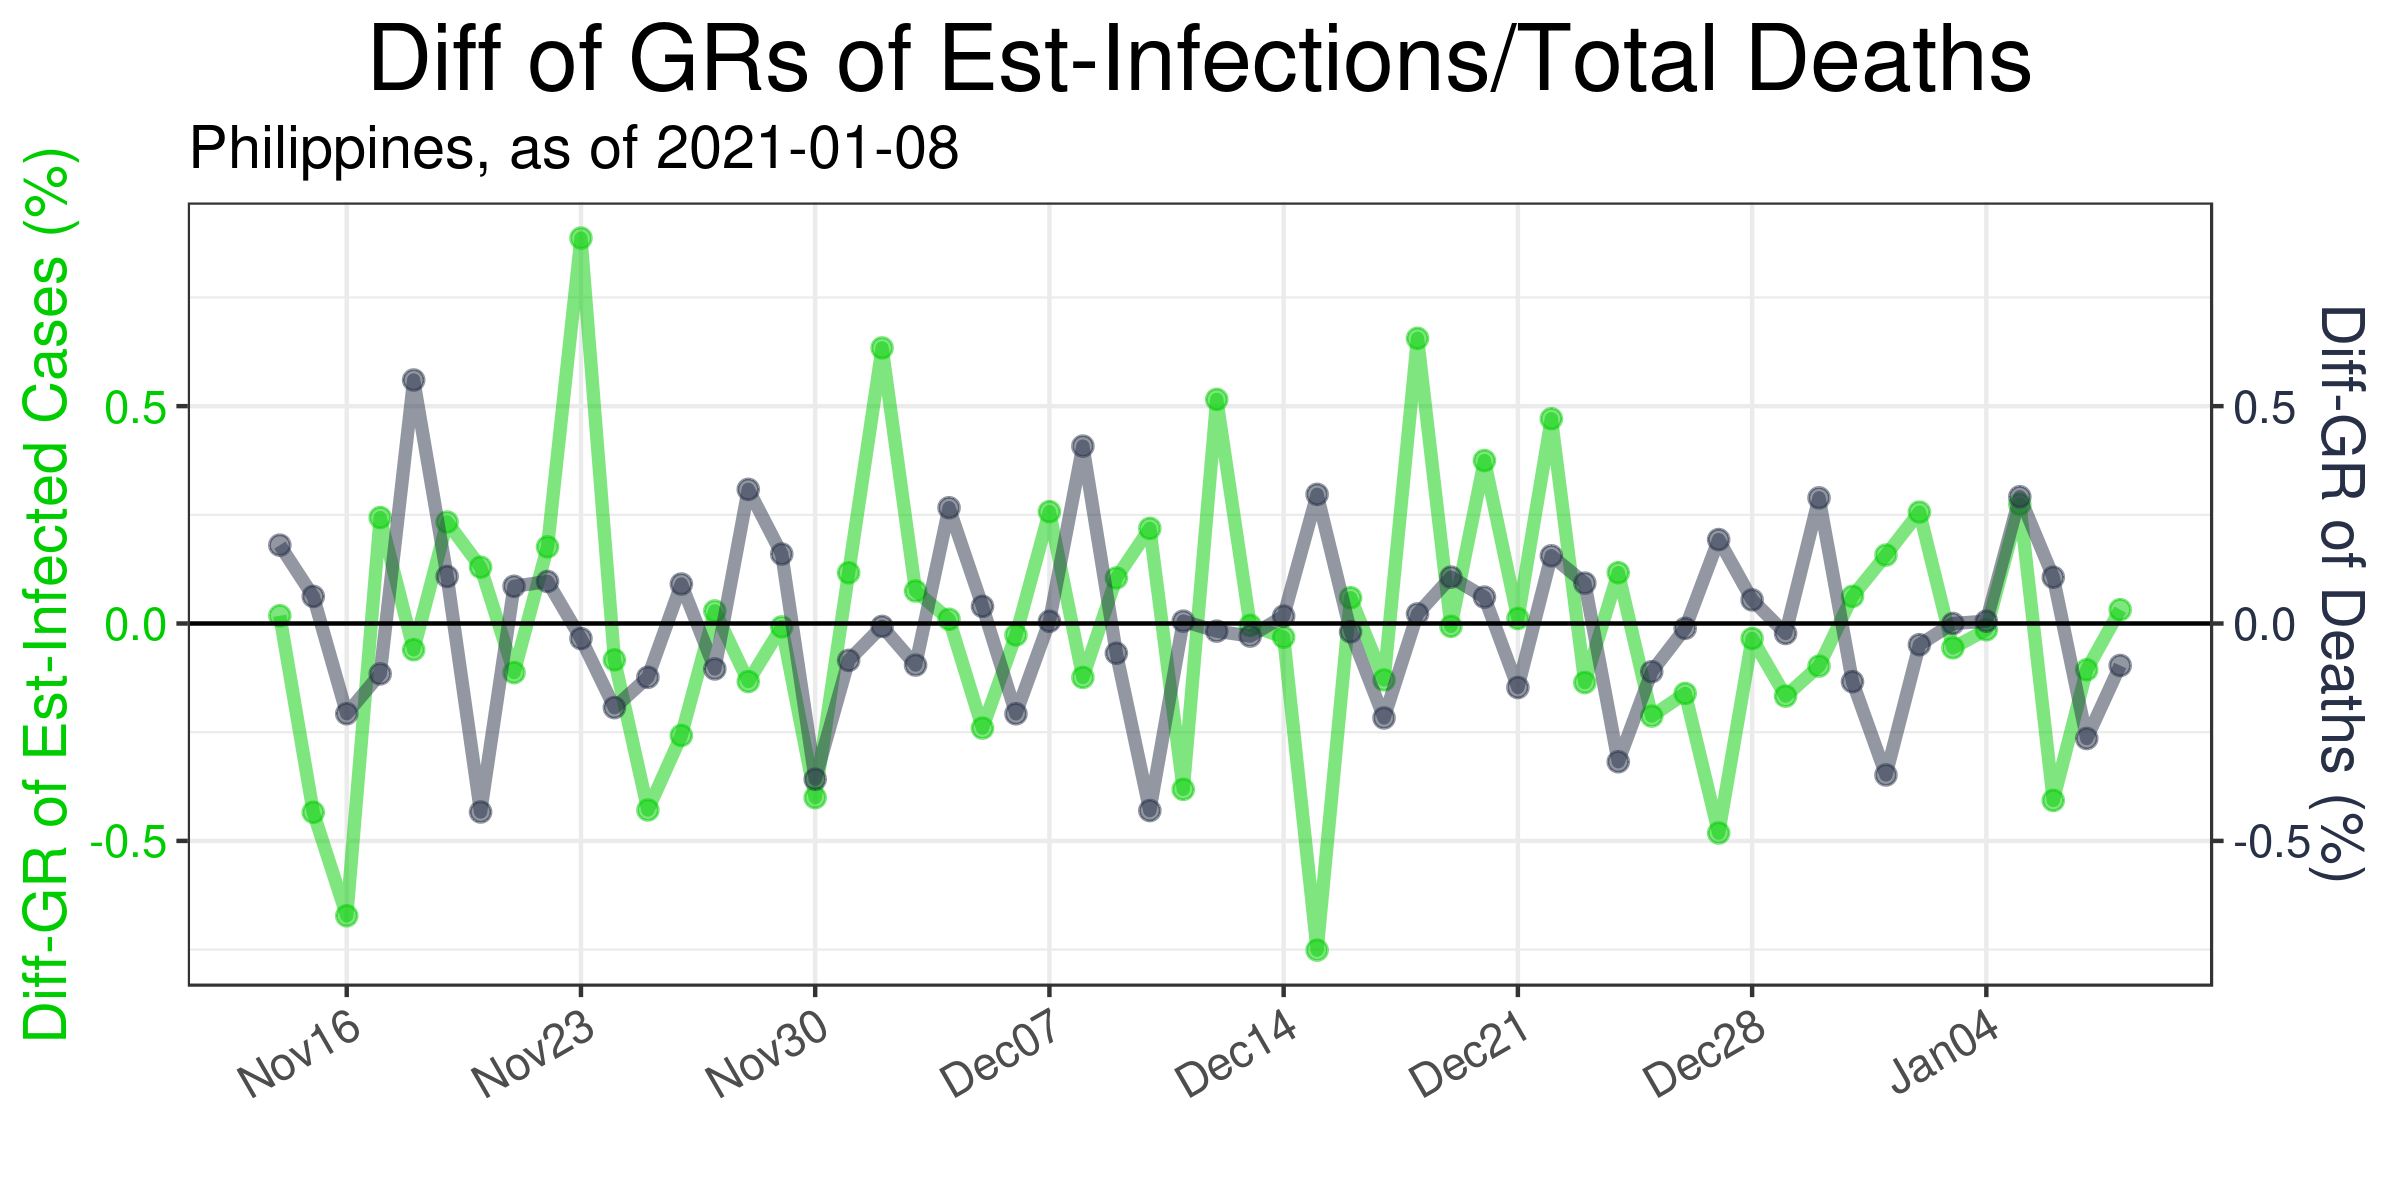 Diff of GRs of Est-Infections/Total Deaths
Philippines, as of 2021-01-08
Diff-GR of Est-Infected Cases (%)
0.5
0.0
-0.5
0.5
0.0
-0.5
Diff-GR of Deaths (%)
Nov16
Nov23
Nov30
Dec07
Dec14
Dec21
Dec28
Jan04